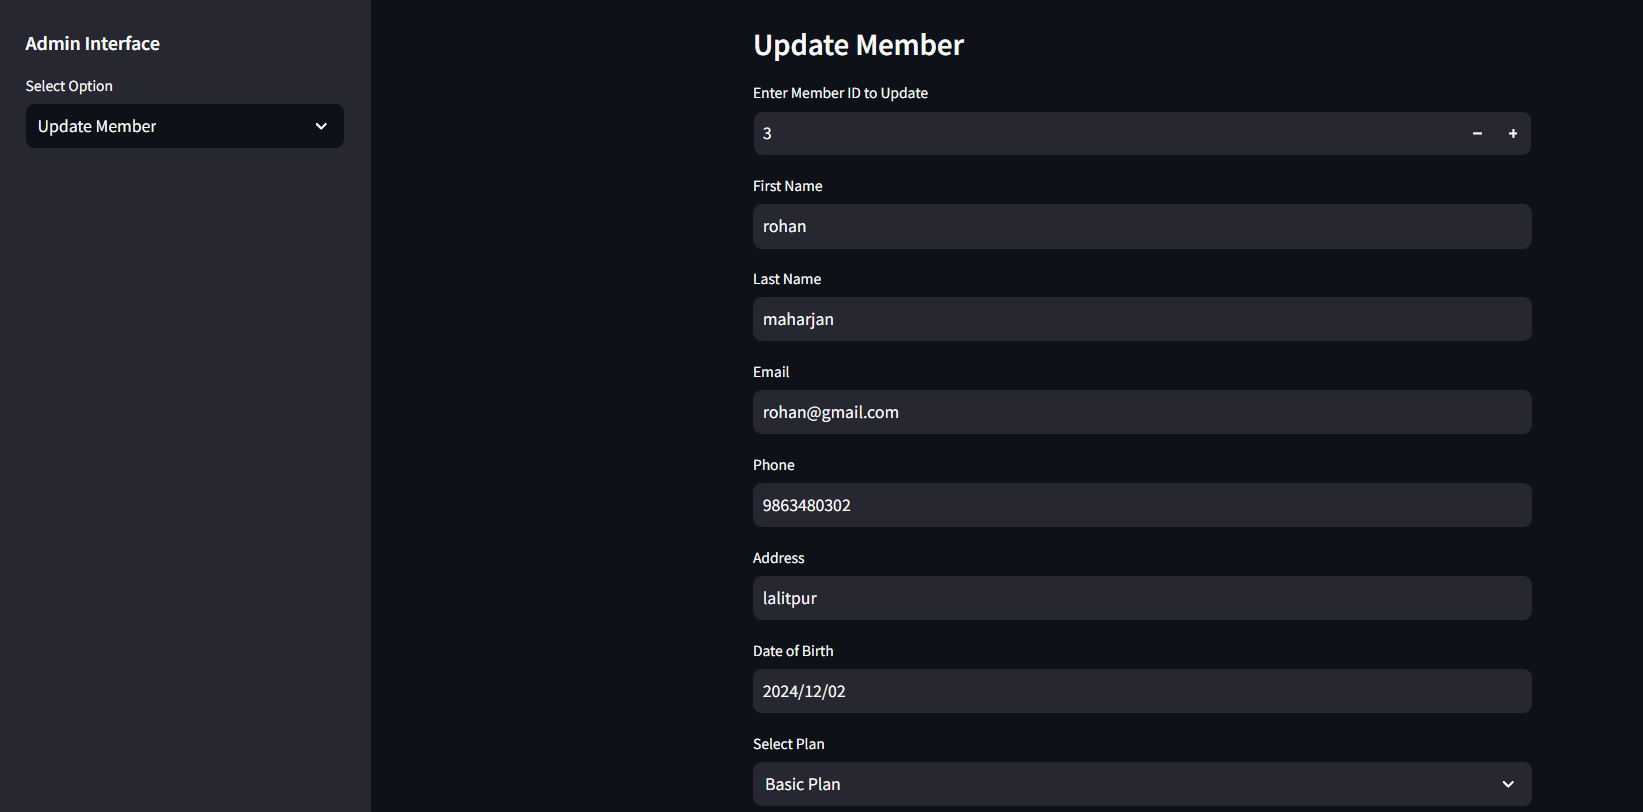 Admin Interface
Select Option
Update Member
Update Member
Enter Member ID to Update
3
First Name
rohan
Last Name
maharjan
Email
rohan@gmail.com
Phone
9863480302
Address
lalitpur
Date of Birth
2024/12/02
Select Plan
Basic Plan